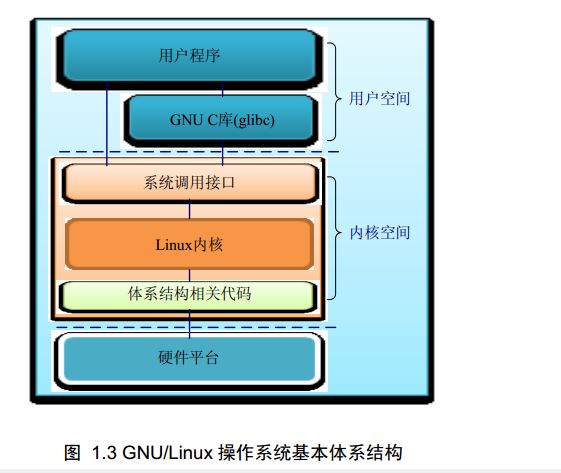 用户程序
用户空间
GNU C库(glibc)
系统调用接口
内核空间
Linux内核
体系结构相关代码
硬件平台
图 1.3 GNU/Linux 操作系统基本体系结构